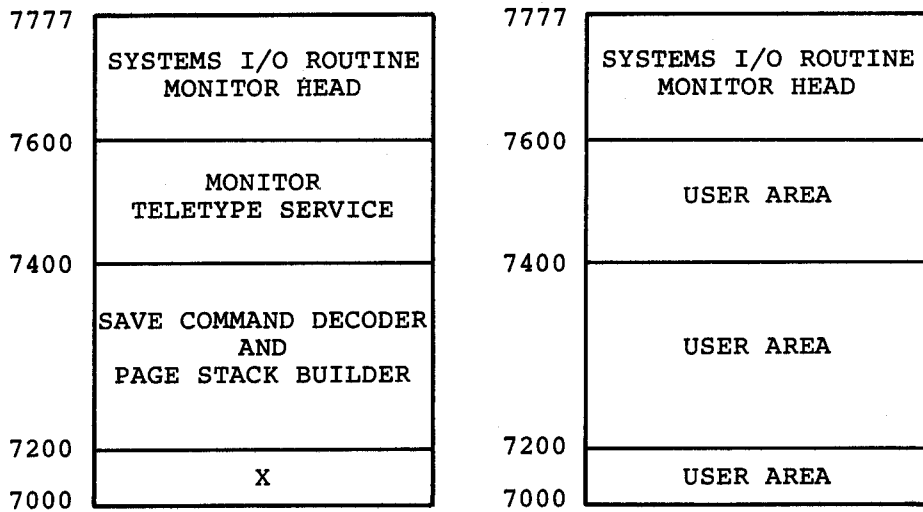 7777
SYSTEMS I/O ROUTINE
MONITOR HEAD
7600
MONITOR
TELETYPE SERVICE
7400
SAVE COMMAND DECODER
AND
PAGE STACK BUILDER
7200
X
7000
7777
SYSTEMS I/O ROUTINE
MONITOR HEAD
7600
USER AREA
7400
USER AREA
7200
USER AREA
7000